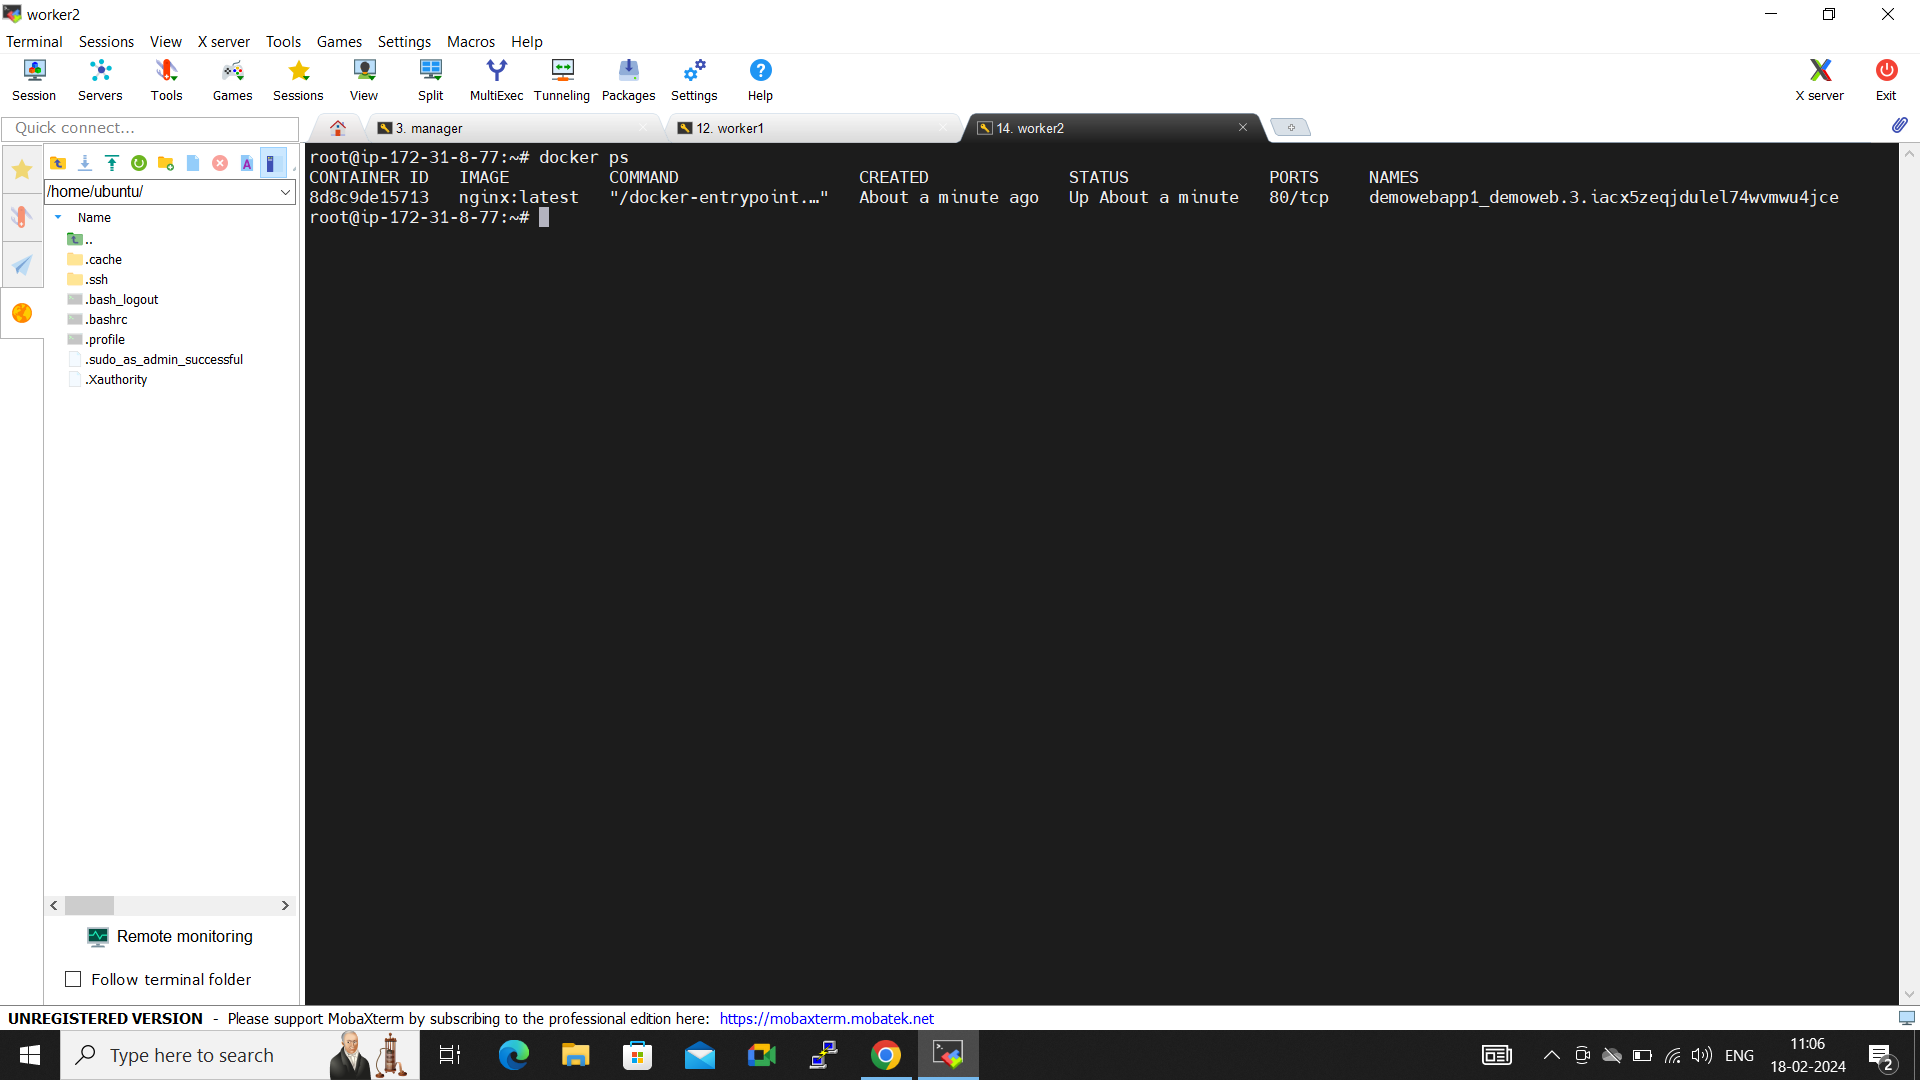 worker2
Terminal Sessions View X server Tools Games Settings Macros Help
Session Servers Tools Games Sessions View Split MultiExec Tunneling Packages Settings Help X server Exit
Quick connect...
3. manager
12. worker1
14. worker2
/home/ubuntu/
Name
..
.cache
.ssh
.bash_logout
.bashrc
.profile
.sudo_as_admin_successful
.Xauthority
Remote monitoring
Follow terminal folder
root@ip-172-31-8-77:~# docker ps
CONTAINER ID IMAGE COMMAND CREATED STATUS PORTS NAMES
8d8c9de15713 nginx:latest "/docker-entrypoint.…" About a minute ago Up About a minute 80/tcp demowebapp1_demoweb.3.iacx5zeqjdulel74wvmwu4jce
root@ip-172-31-8-77:~#
UNREGISTERED VERSION - Please support MobaXterm by subscribing to the professional edition here: https://mobaxterm.mobatek.net
Type here to search
ENG
11:06
18-02-2024
2